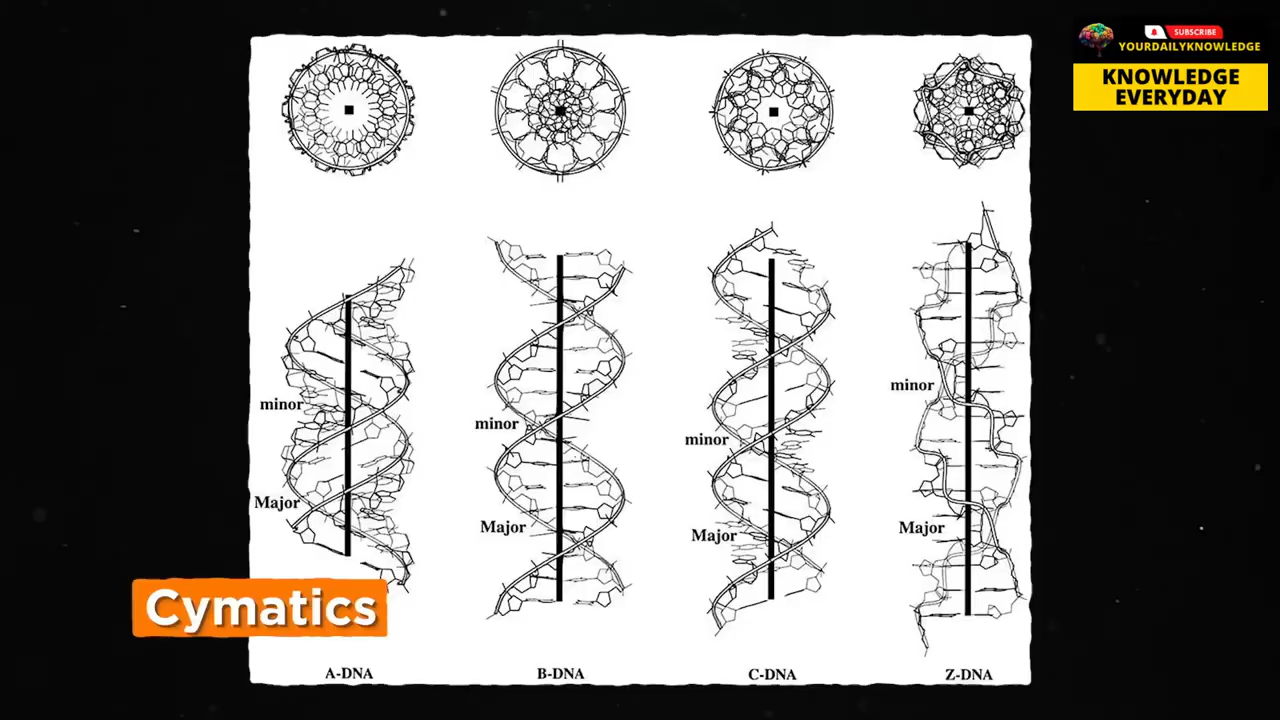 SUBSCRIBE
YOURDAILYKNOWLEDGE
KNOWLEDGE
EVERYDAY
minor
minor
minor
minor
Major
Major
Major
Major
Cymatics
A-DNA
B-DNA
C-DNA
Z-DNA